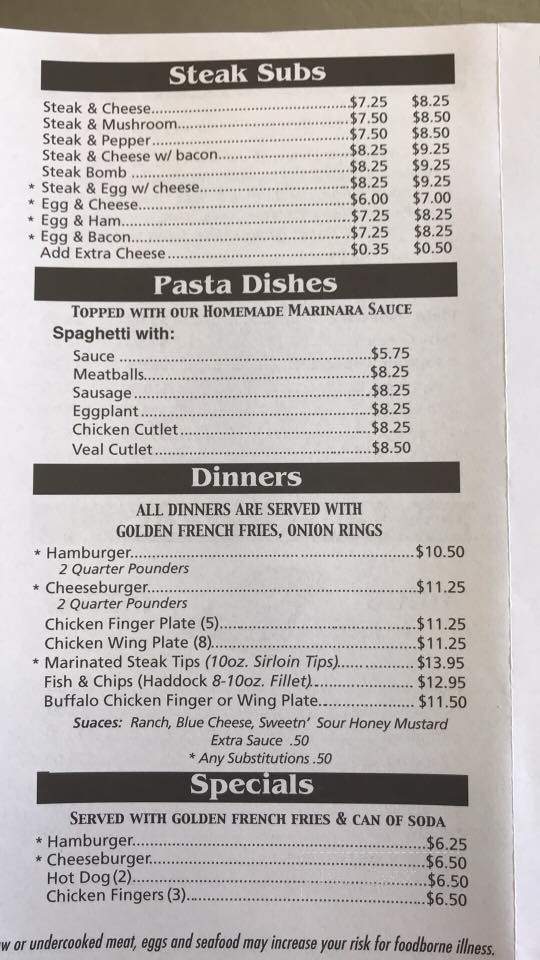 Steak Subs
Steak & Cheese..........$7.25 $8.25
Steak & Mushroom..........$7.50 $8.50
Steak & Pepper..........$7.50 $8.50
Steak & Cheese w/ bacon..........$8.25 $9.25
Steak Bomb ..........$8.25 $9.25
* Steak & Egg w/ cheese..........$8.25 $9.25
* Egg & Cheese..........$6.00 $7.00
* Egg & Ham..........$7.25 $8.25
* Egg & Bacon..........$7.25 $8.25
Add Extra Cheese..........$0.35 $0.50
Pasta Dishes
TOPPED WITH OUR HOMEMADE MARINARA SAUCE
Spaghetti with:
Sauce ..........$5.75
Meatballs..........$8.25
Sausage..........$8.25
Eggplant..........$8.25
Chicken Cutlet..........$8.25
Veal Cutlet..........$8.50
Dinners
ALL DINNERS ARE SERVED WITH
GOLDEN FRENCH FRIES, ONION RINGS
* Hamburger..........$10.50
2 Quarter Pounders
* Cheeseburger..........$11.25
2 Quarter Pounders
Chicken Finger Plate (5)..........$11.25
Chicken Wing Plate (8)..........$11.25
* Marinated Steak Tips (10oz. Sirloin Tips)..........$13.95
Fish & Chips (Haddock 8-10oz. Fillet)..........$12.95
Buffalo Chicken Finger or Wing Plate..........$11.50
Suaces: Ranch, Blue Cheese, Sweetn' Sour Honey Mustard
Extra Sauce .50
* Any Substitutions .50
Specials
SERVED WITH GOLDEN FRENCH FRIES & CAN OF SODA
* Hamburger..........$6.25
* Cheeseburger..........$6.50
Hot Dog (2)..........$6.50
Chicken Fingers (3)..........$6.50
w or undercooked meat, eggs and seafood may increase your risk for foodborne illness.